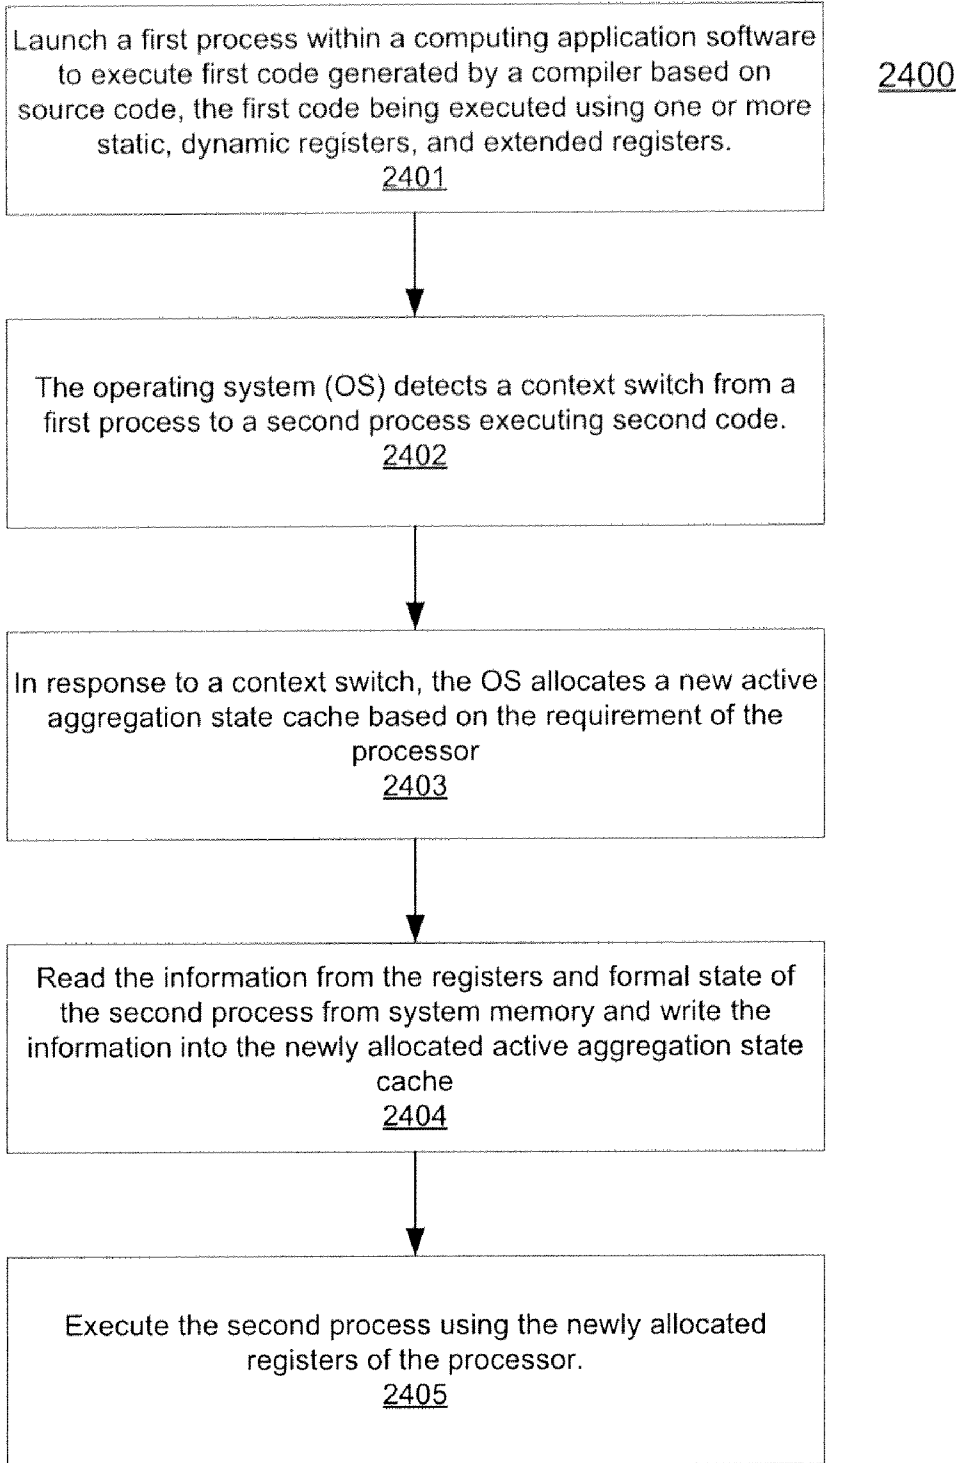 Launch a first process within a computing application software
to execute first code generated by a compiler based on
source code, the first code being executed using one or more
static, dynamic registers, and extended registers.
2401
2400
The operating system (OS) detects a context switch from a
first process to a second process executing second code.
2402
In response to a context switch, the OS allocates a new active
aggregation state cache based on the requirement of the
processor
2403
Read the information from the registers and formal state of
the second process from system memory and write the
information into the newly allocated active aggregation state
cache
2404
Execute the second process using the newly allocated
registers of the processor.
2405